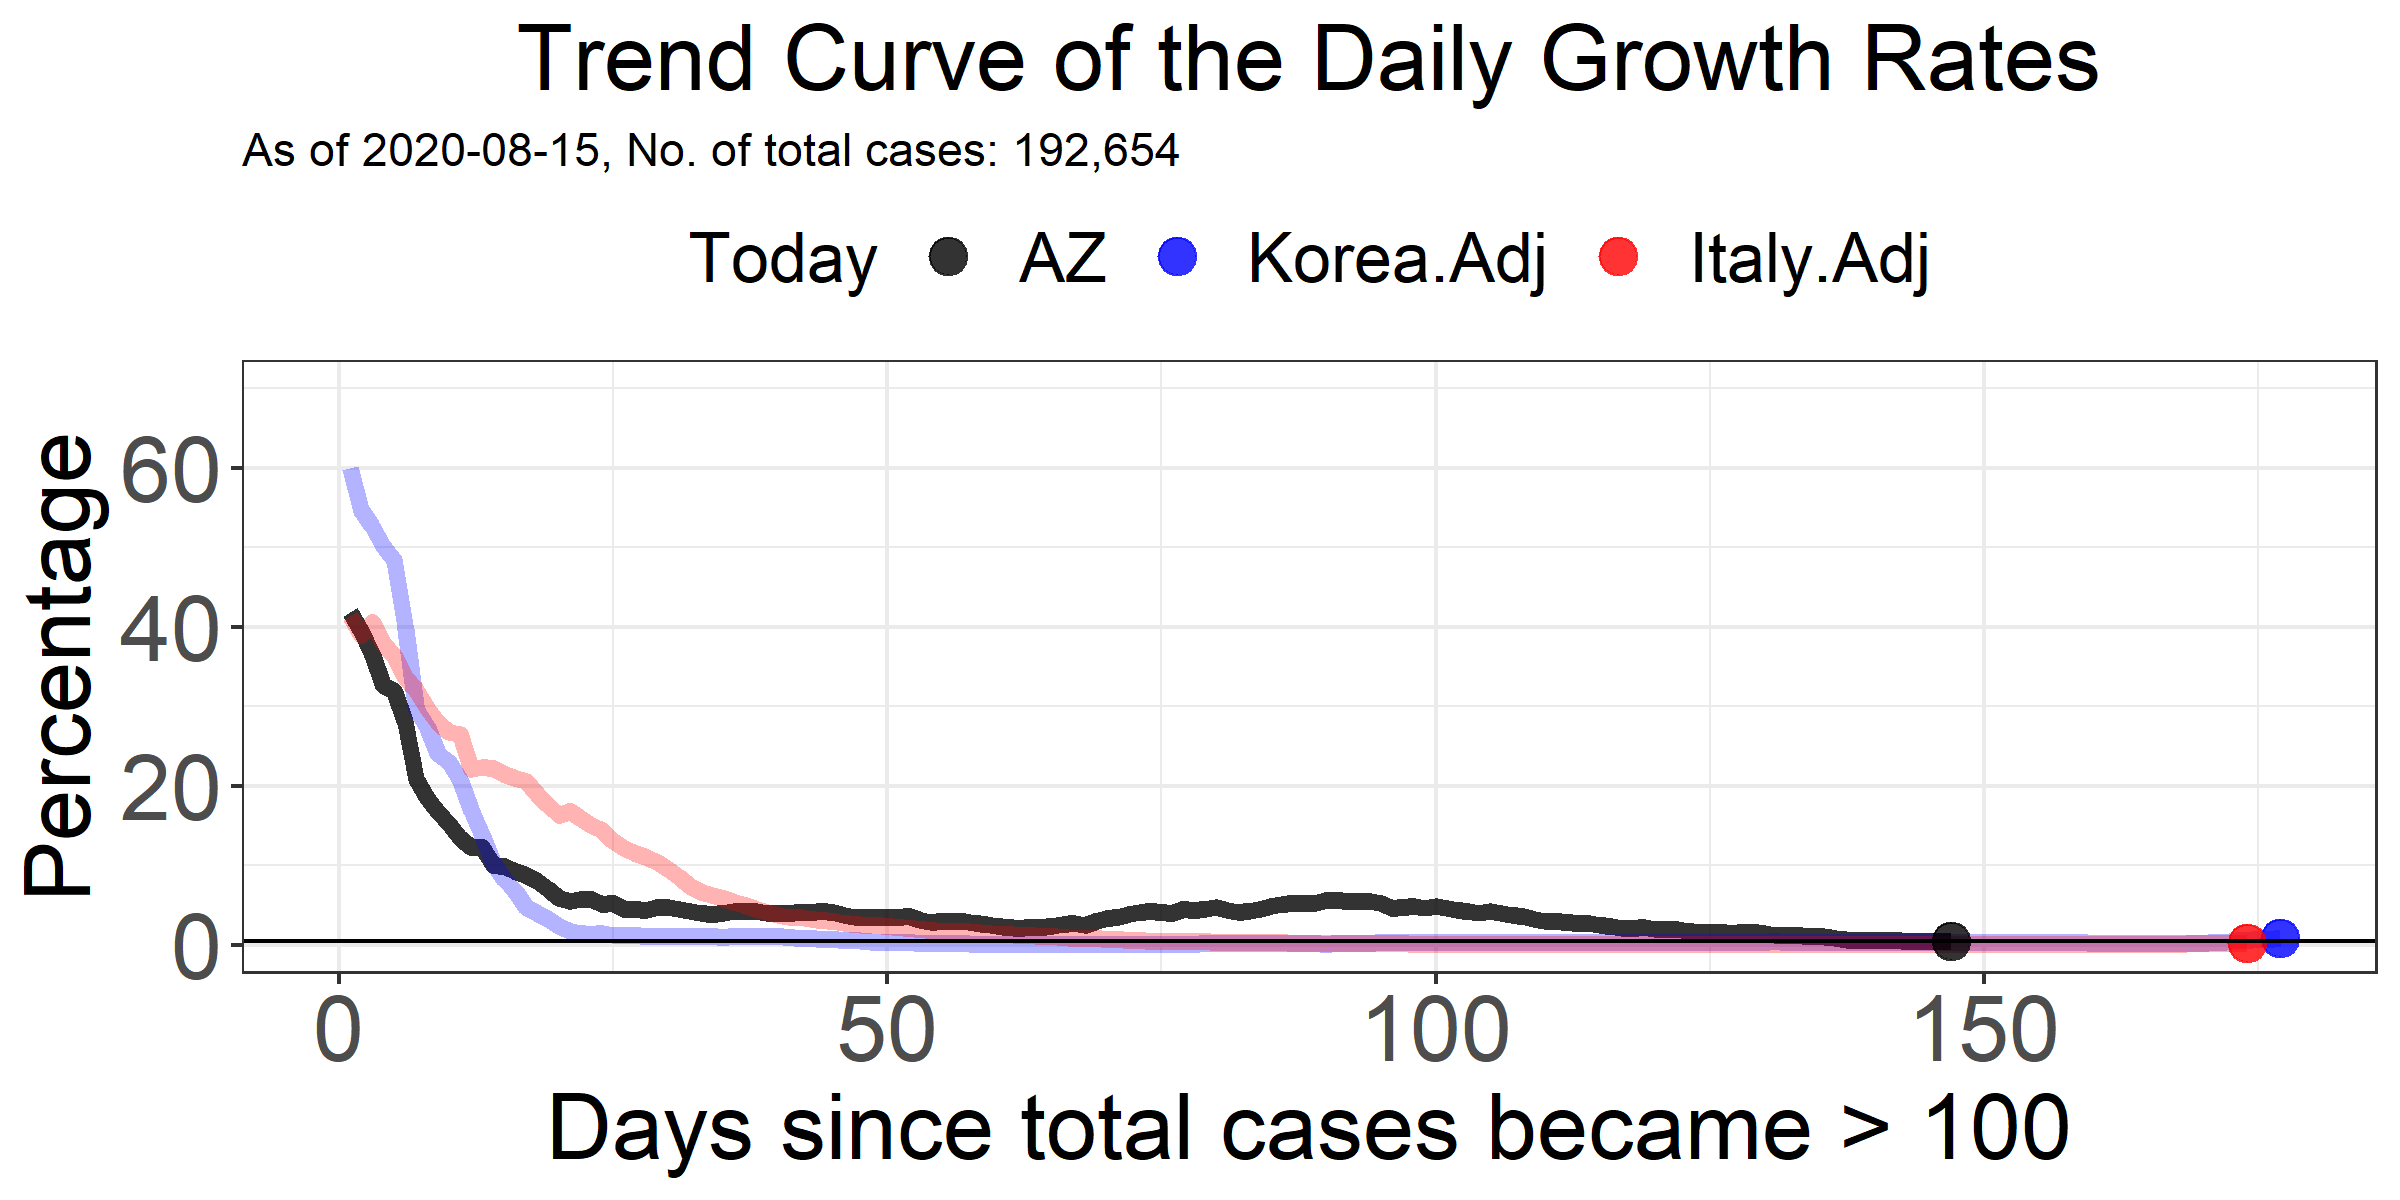 Trend Curve of the Daily Growth Rates
As of 2020-08-15, No. of total cases: 192,654
Today AZ Korea.Adj Italy.Adj
Percentage
60
40
20
0
0 50 100 150
Days since total cases became > 100